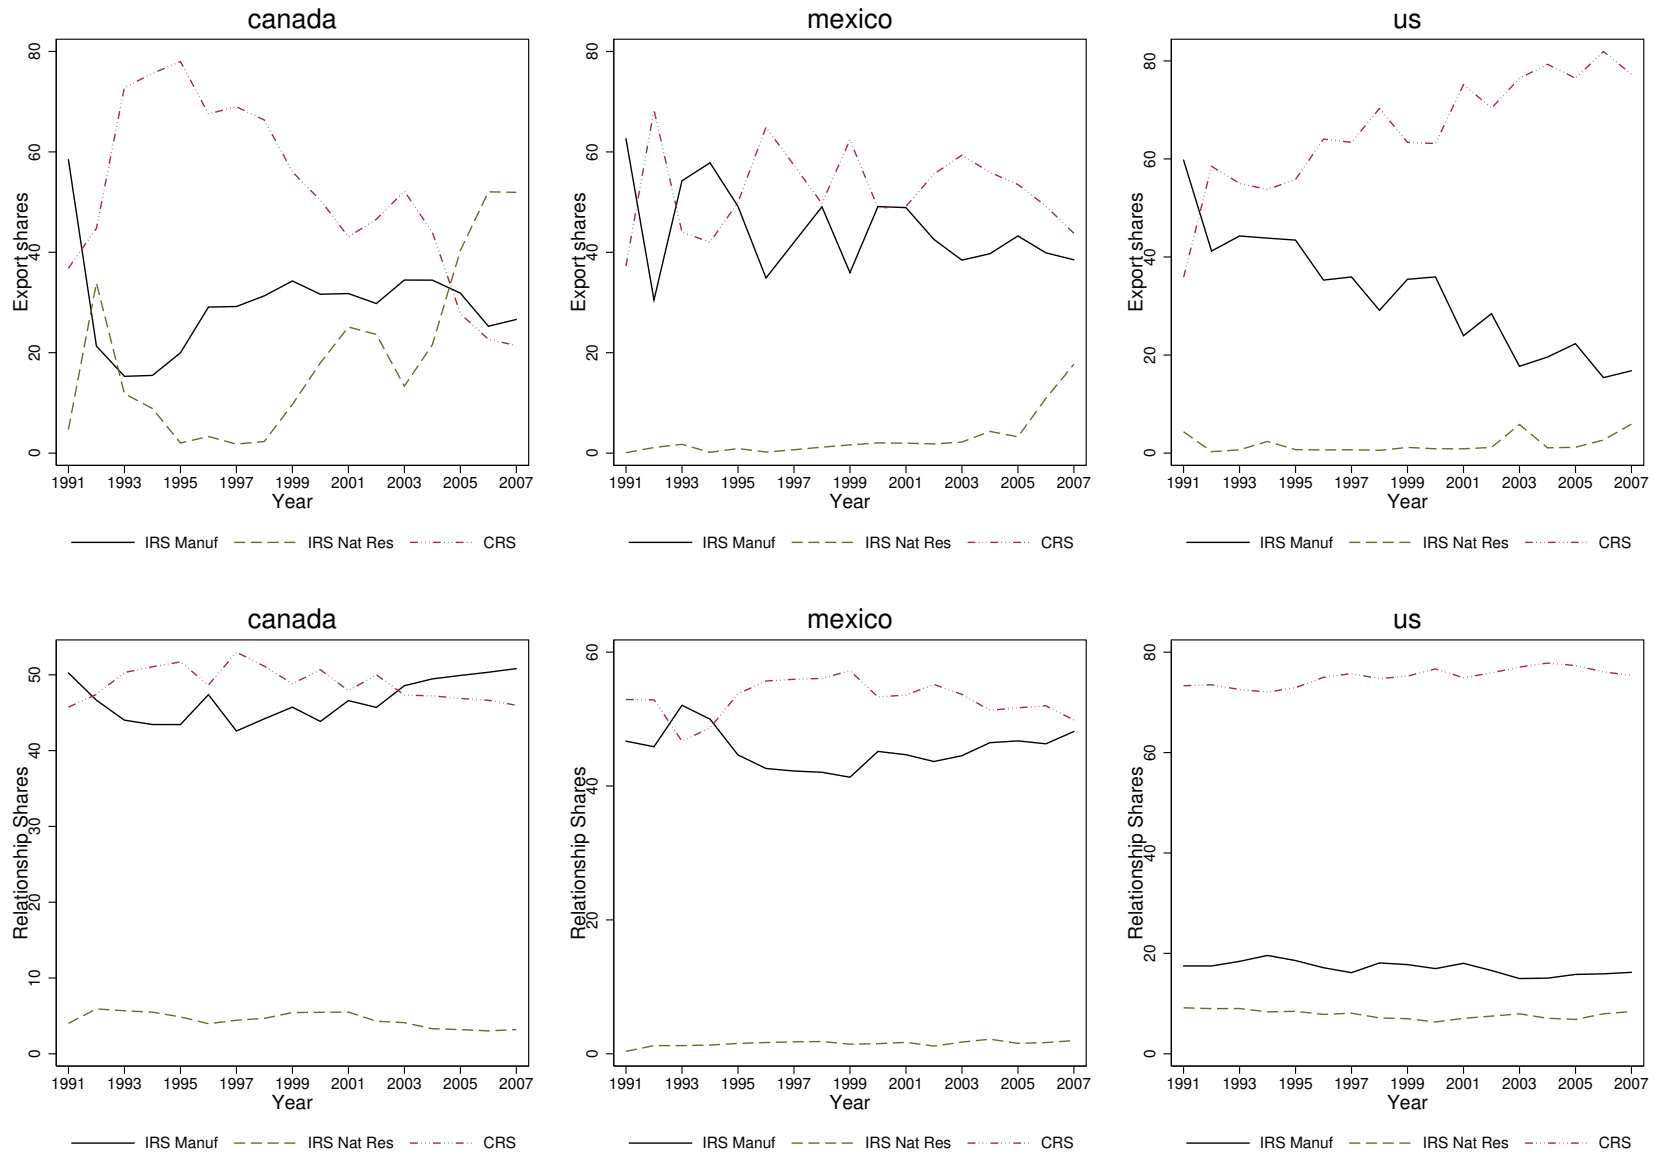 canada
Export shares
80
60
40
20
0
1991 1993 1995 1997 1999 2001 2003 2005 2007
Year
IRS Manuf IRS Nat Res CRS
mexico
Export shares
80
60
40
20
0
1991 1993 1995 1997 1999 2001 2003 2005 2007
Year
IRS Manuf IRS Nat Res CRS
us
Export shares
80
60
40
20
0
1991 1993 1995 1997 1999 2001 2003 2005 2007
Year
IRS Manuf IRS Nat Res CRS
canada
Relationship Shares
50
40
30
20
10
0
1991 1993 1995 1997 1999 2001 2003 2005 2007
Year
IRS Manuf IRS Nat Res CRS
mexico
Relationship Shares
60
40
20
0
1991 1993 1995 1997 1999 2001 2003 2005 2007
Year
IRS Manuf IRS Nat Res CRS
us
Relationship Shares
80
60
40
20
0
1991 1993 1995 1997 1999 2001 2003 2005 2007
Year
IRS Manuf IRS Nat Res CRS